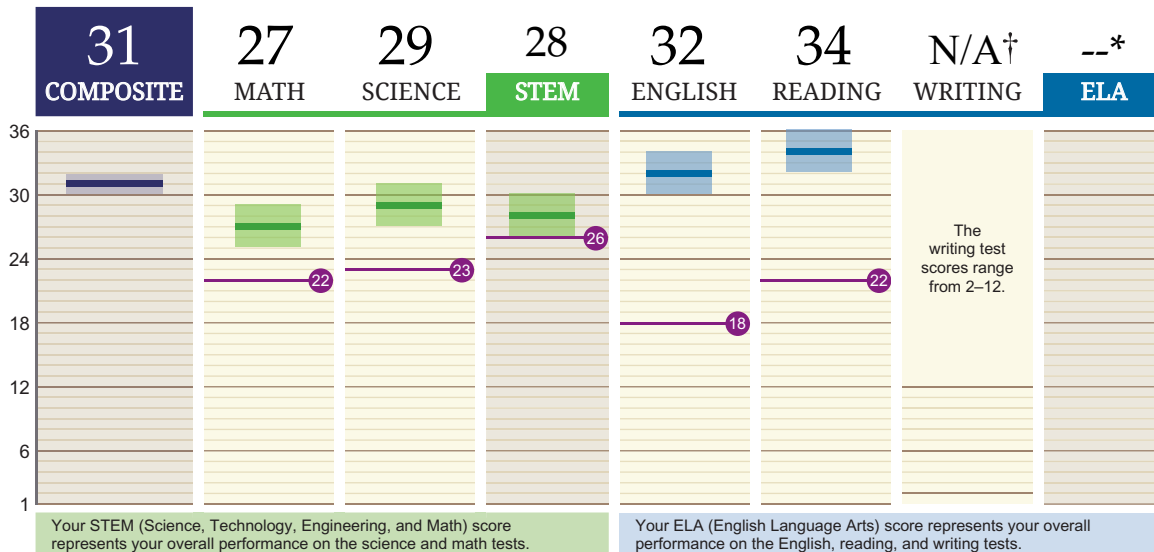 31 27 29 28 32 34 N/A† --*
COMPOSITE MATH SCIENCE STEM ENGLISH READING WRITING ELA
36
30
26
24
The
writing test
scores range
from 2–12.
23
22
22
18
18
12
6
1
Your STEM (Science, Technology, Engineering, and Math) score
represents your overall performance on the science and math tests.
Your ELA (English Language Arts) score represents your overall
performance on the English, reading, and writing tests.